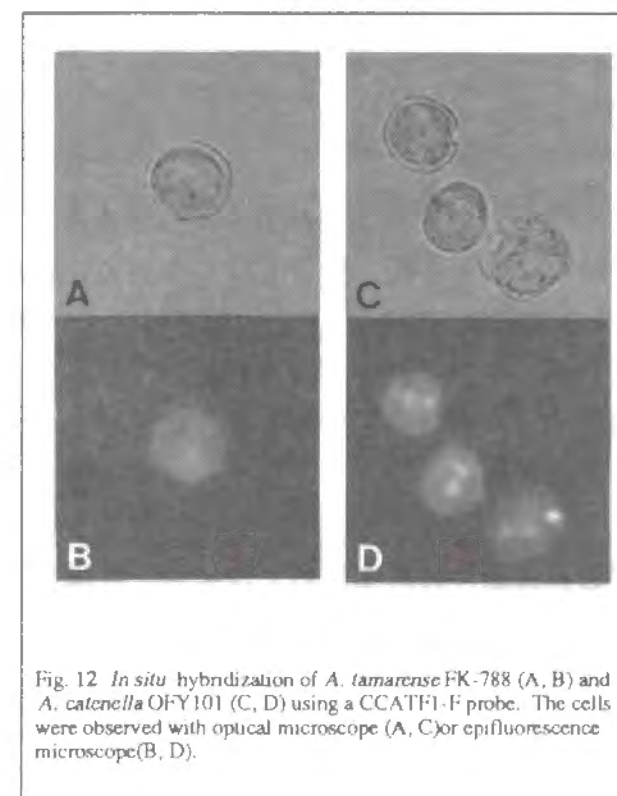 A
C
B
D
Fig. 12 In situ hybridization of A. tamarense FK-788 (A, B) and
A. catenella OFY101 (C, D) using a CCATF1-F probe. The cells
were observed with optical microscope (A, C)or epifluorescence
microscope(B, D).